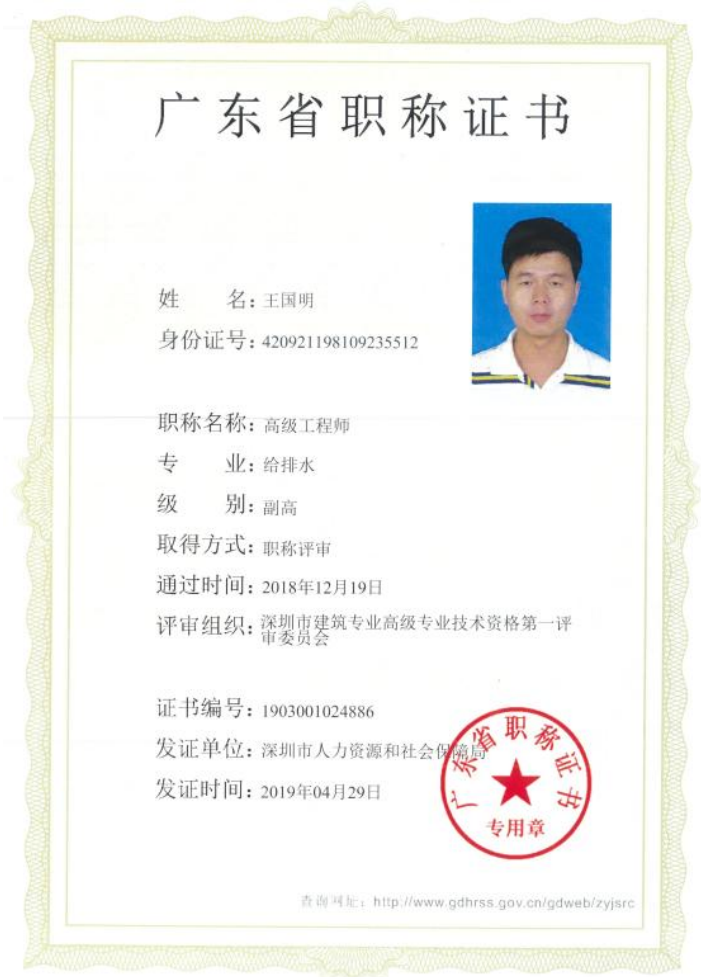 广东省职称证书
姓 名：王国明
身份证号：420921198109235512
职称名称：高级工程师
专 业：给排水
级 别：副高
取得方式：职称评审
通过时间：2018年12月19日
评审组织：深圳市建筑专业高级专业技术资格第一评
审委员会
证书编号：1903001024886
发证单位：深圳市人力资源和社会保障局
发证时间：2019年04月29日
广东省职称证书
专用章
查询网址：http://www.gdhrss.gov.cn/gdweb/zyjsrc